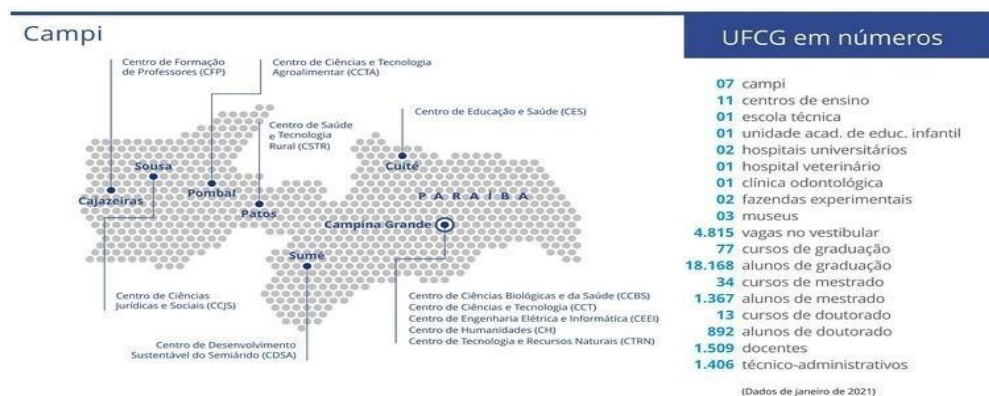 Campi
UFCG em números
Centro de Formação
de Professores (CFP)
Centro de Ciências e Tecnologia
Agroalimentar (CCTA)
Centro de Educação e Saúde (CES)
Centro de Saúde
e Tecnologia
Rural (CSTR)
Sousa
Cajazeiras
Pombal
Patos
Cuité
PARAÍBA
Campina Grande
Sumé
Centro de Ciências
Jurídicas e Sociais (CCJS)
Centro de Desenvolvimento
Sustentável do Semiárido (CDSA)
Centro de Ciências Biológicas e da Saúde (CCBS)
Centro de Ciências e Tecnologia (CCT)
Centro de Engenharia Elétrica e Informática (CEEI)
Centro de Humanidades (CH)
Centro de Tecnologia e Recursos Naturais (CTRN)
07 campi
11 centros de ensino
01 escola técnica
01 unidade acad. de educ. infantil
02 hospitais universitários
01 hospital veterinário
01 clínica odontológica
02 fazendas experimentais
03 museus
4.815 vagas no vestibular
77 cursos de graduação
18.168 alunos de graduação
34 cursos de mestrado
1.367 alunos de mestrado
13 cursos de doutorado
892 alunos de doutorado
1.509 docentes
1.406 técnico-administrativos
(Dados de janeiro de 2021)